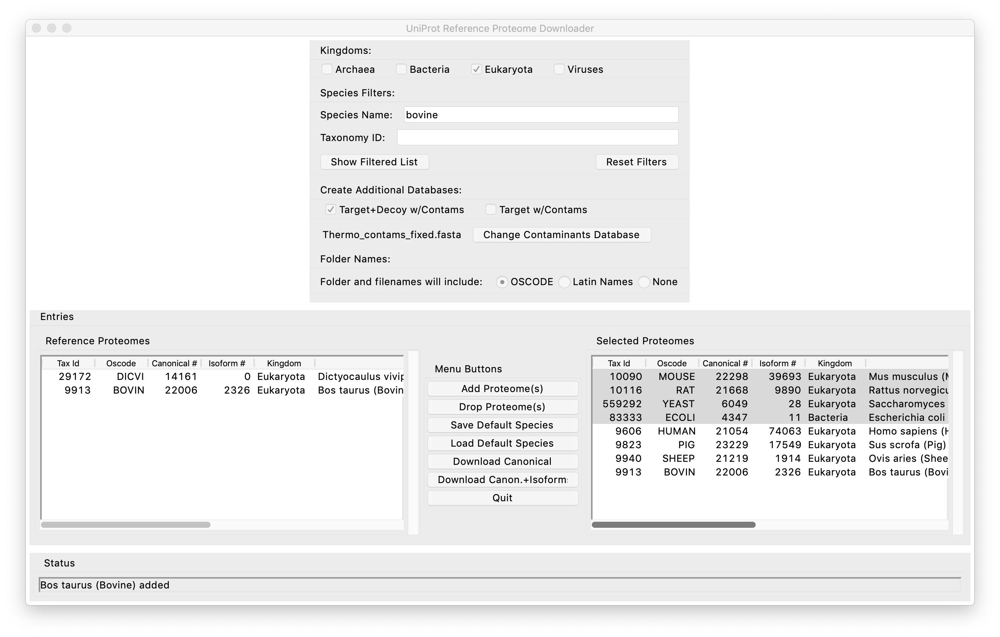 UniProt Reference Proteome Downloader
Kingdoms:
Archaea Bacteria Eukaryota Viruses
Species Filters:
Species Name: bovine
Taxonomy ID:
Show Filtered List Reset Filters
Create Additional Databases:
Target+Decoy w/Contams Target w/Contams
Thermo_contams_fixed.fasta Change Contaminants Database
Folder Names:
Folder and filenames will include: OSCODE Latin Names None
Entries
Reference Proteomes
Tax Id Oscode Canonical # Isoform # Kingdom
29172 DICVI 14161 0 Eukaryota Dictyocaulus vivip
9913 BOVIN 22006 2326 Eukaryota Bos taurus (Bovin
Menu Buttons
Add Proteome(s)
Drop Proteome(s)
Save Default Species
Load Default Species
Download Canonical
Download Canon.+Isoforms
Quit
Selected Proteomes
Tax Id Oscode Canonical # Isoform # Kingdom
10090 MOUSE 22298 39693 Eukaryota Mus musculus (M
10116 RAT 21668 9890 Eukaryota Rattus norvegicu
559292 YEAST 6049 28 Eukaryota Saccharomyces
83333 ECOLI 4347 11 Bacteria Escherichia coli
9606 HUMAN 21054 74063 Eukaryota Homo sapiens (H
9823 PIG 23229 17549 Eukaryota Sus scrofa (Pig)
9940 SHEEP 21219 1914 Eukaryota Ovis aries (Shee
9913 BOVIN 22006 2326 Eukaryota Bos taurus (Bovi
Status
Bos taurus (Bovine) added